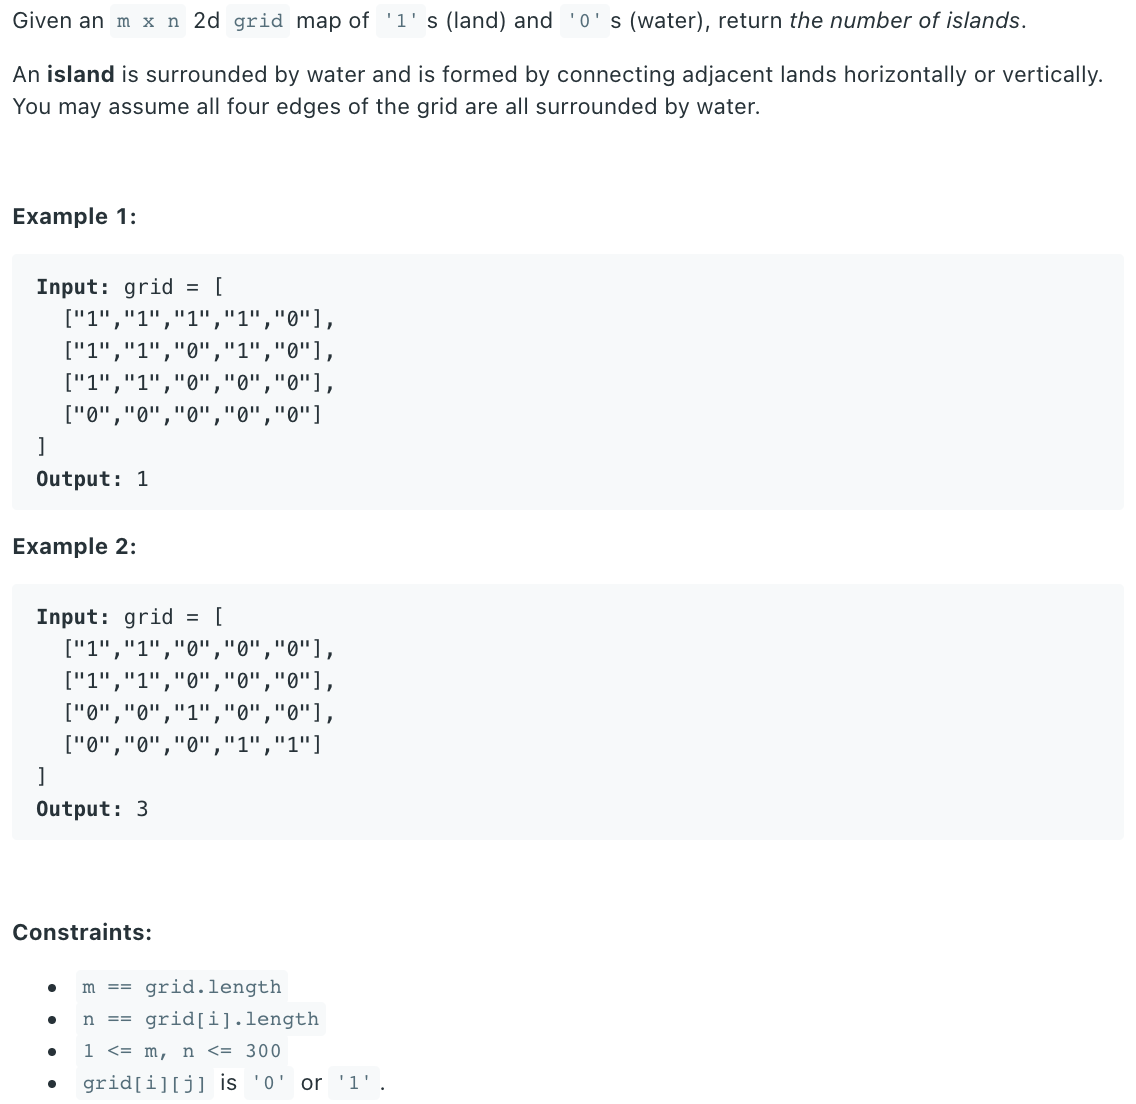 Given an m x n 2d grid map of '1' s (land) and '0' s (water), return the number of islands.
An island is surrounded by water and is formed by connecting adjacent lands horizontally or vertically.
You may assume all four edges of the grid are all surrounded by water.
Example 1:
Input: grid = [
["1","1","1","1","0"],
["1","1","0","1","0"],
["1","1","0","0","0"],
["0","0","0","0","0"]
]
Output: 1
Example 2:
Input: grid = [
["1","1","0","0","0"],
["1","1","0","0","0"],
["0","0","1","0","0"],
["0","0","0","1","1"]
]
Output: 3
Constraints:
• m == grid.length
• n == grid[i].length
• 1 <= m, n <= 300
• grid[i][j] is '0' or '1' .